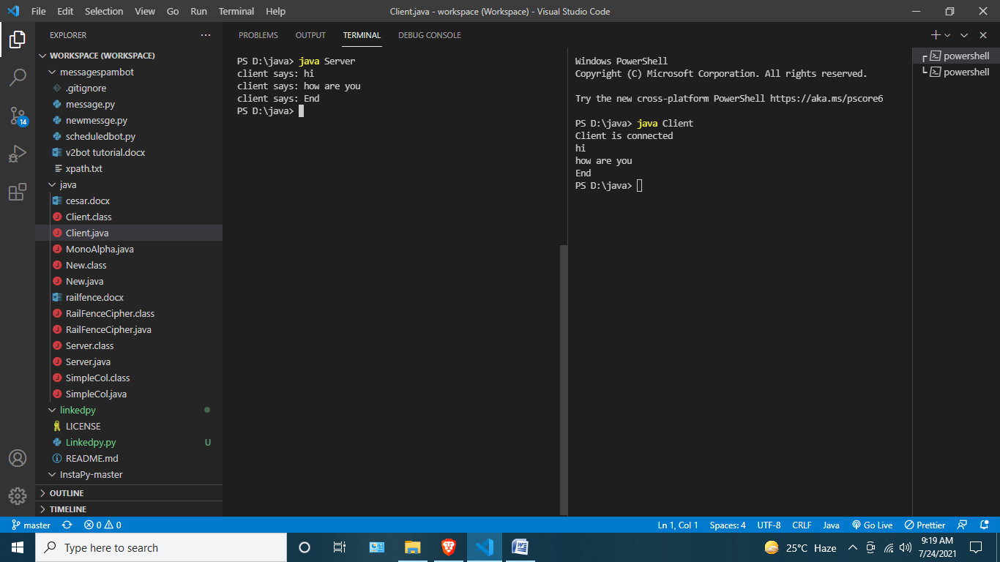 File Edit Selection View Go Run Terminal Help
Client.java - workspace (Workspace) - Visual Studio Code
EXPLORER
WORKSPACE (WORKSPACE)
messagespambot
.gitignore
message.py
newmessge.py
scheduledbot.py
v2bot tutorial.docx
xpath.txt
java
cesar.docx
Client.class
Client.java
MonoAlpha.java
New.class
New.java
railfence.docx
RailFenceCipher.class
RailFenceCipher.java
Server.class
Server.java
SimpleCol.class
SimpleCol.java
linkedpy
LICENSE
Linkedpy.py U
README.md
InstaPy-master
OUTLINE
TIMELINE
14
PROBLEMS OUTPUT TERMINAL DEBUG CONSOLE
PS D:\java> java Server
client says: hi
client says: how are you
client says: End
PS D:\java>
Windows PowerShell
Copyright (C) Microsoft Corporation. All rights reserved.
Try the new cross-platform PowerShell https://aka.ms/pscore6
PS D:\java> java Client
Client is connected
hi
how are you
End
PS D:\java>
powershell
powershell
master 0 0 Ln 1, Col 1 Spaces: 4 UTF-8 CRLF Java Go Live Prettier
Type here to search
25°C Haze
9:19 AM
7/24/2021